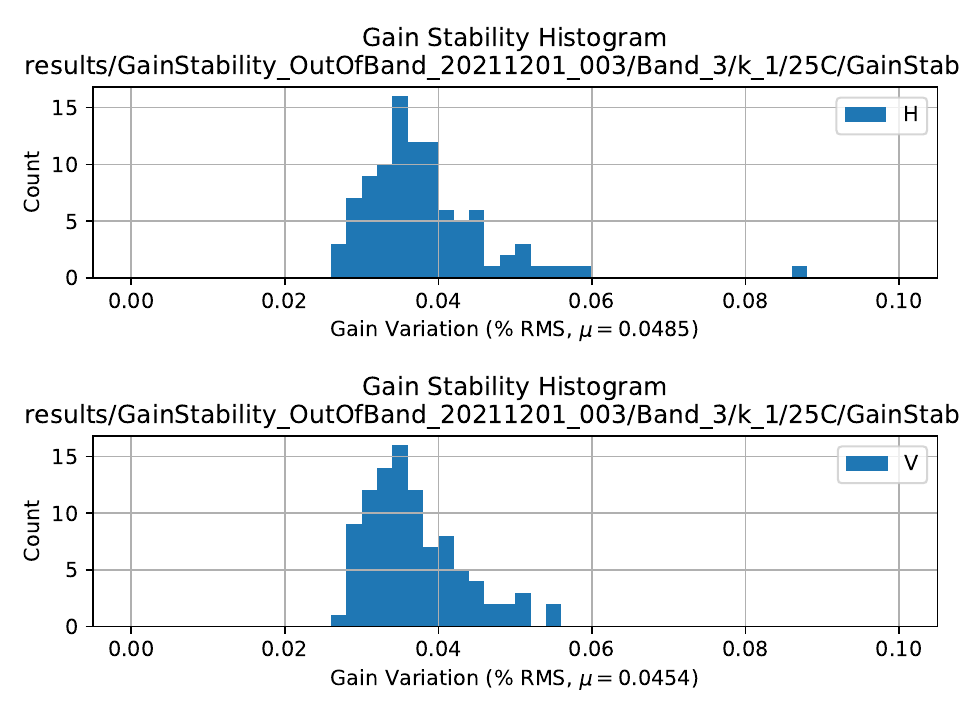 Gain Stability Histogram
results/GainStability_OutOfBand_20211201_003/Band_3/k_1/25C/GainStab
15
10
5
0
Count
H
0.00 0.02 0.04 0.06 0.08 0.10
Gain Variation (% RMS, μ = 0.0485)
Gain Stability Histogram
results/GainStability_OutOfBand_20211201_003/Band_3/k_1/25C/GainStab
15
10
5
0
Count
V
0.00 0.02 0.04 0.06 0.08 0.10
Gain Variation (% RMS, μ = 0.0454)